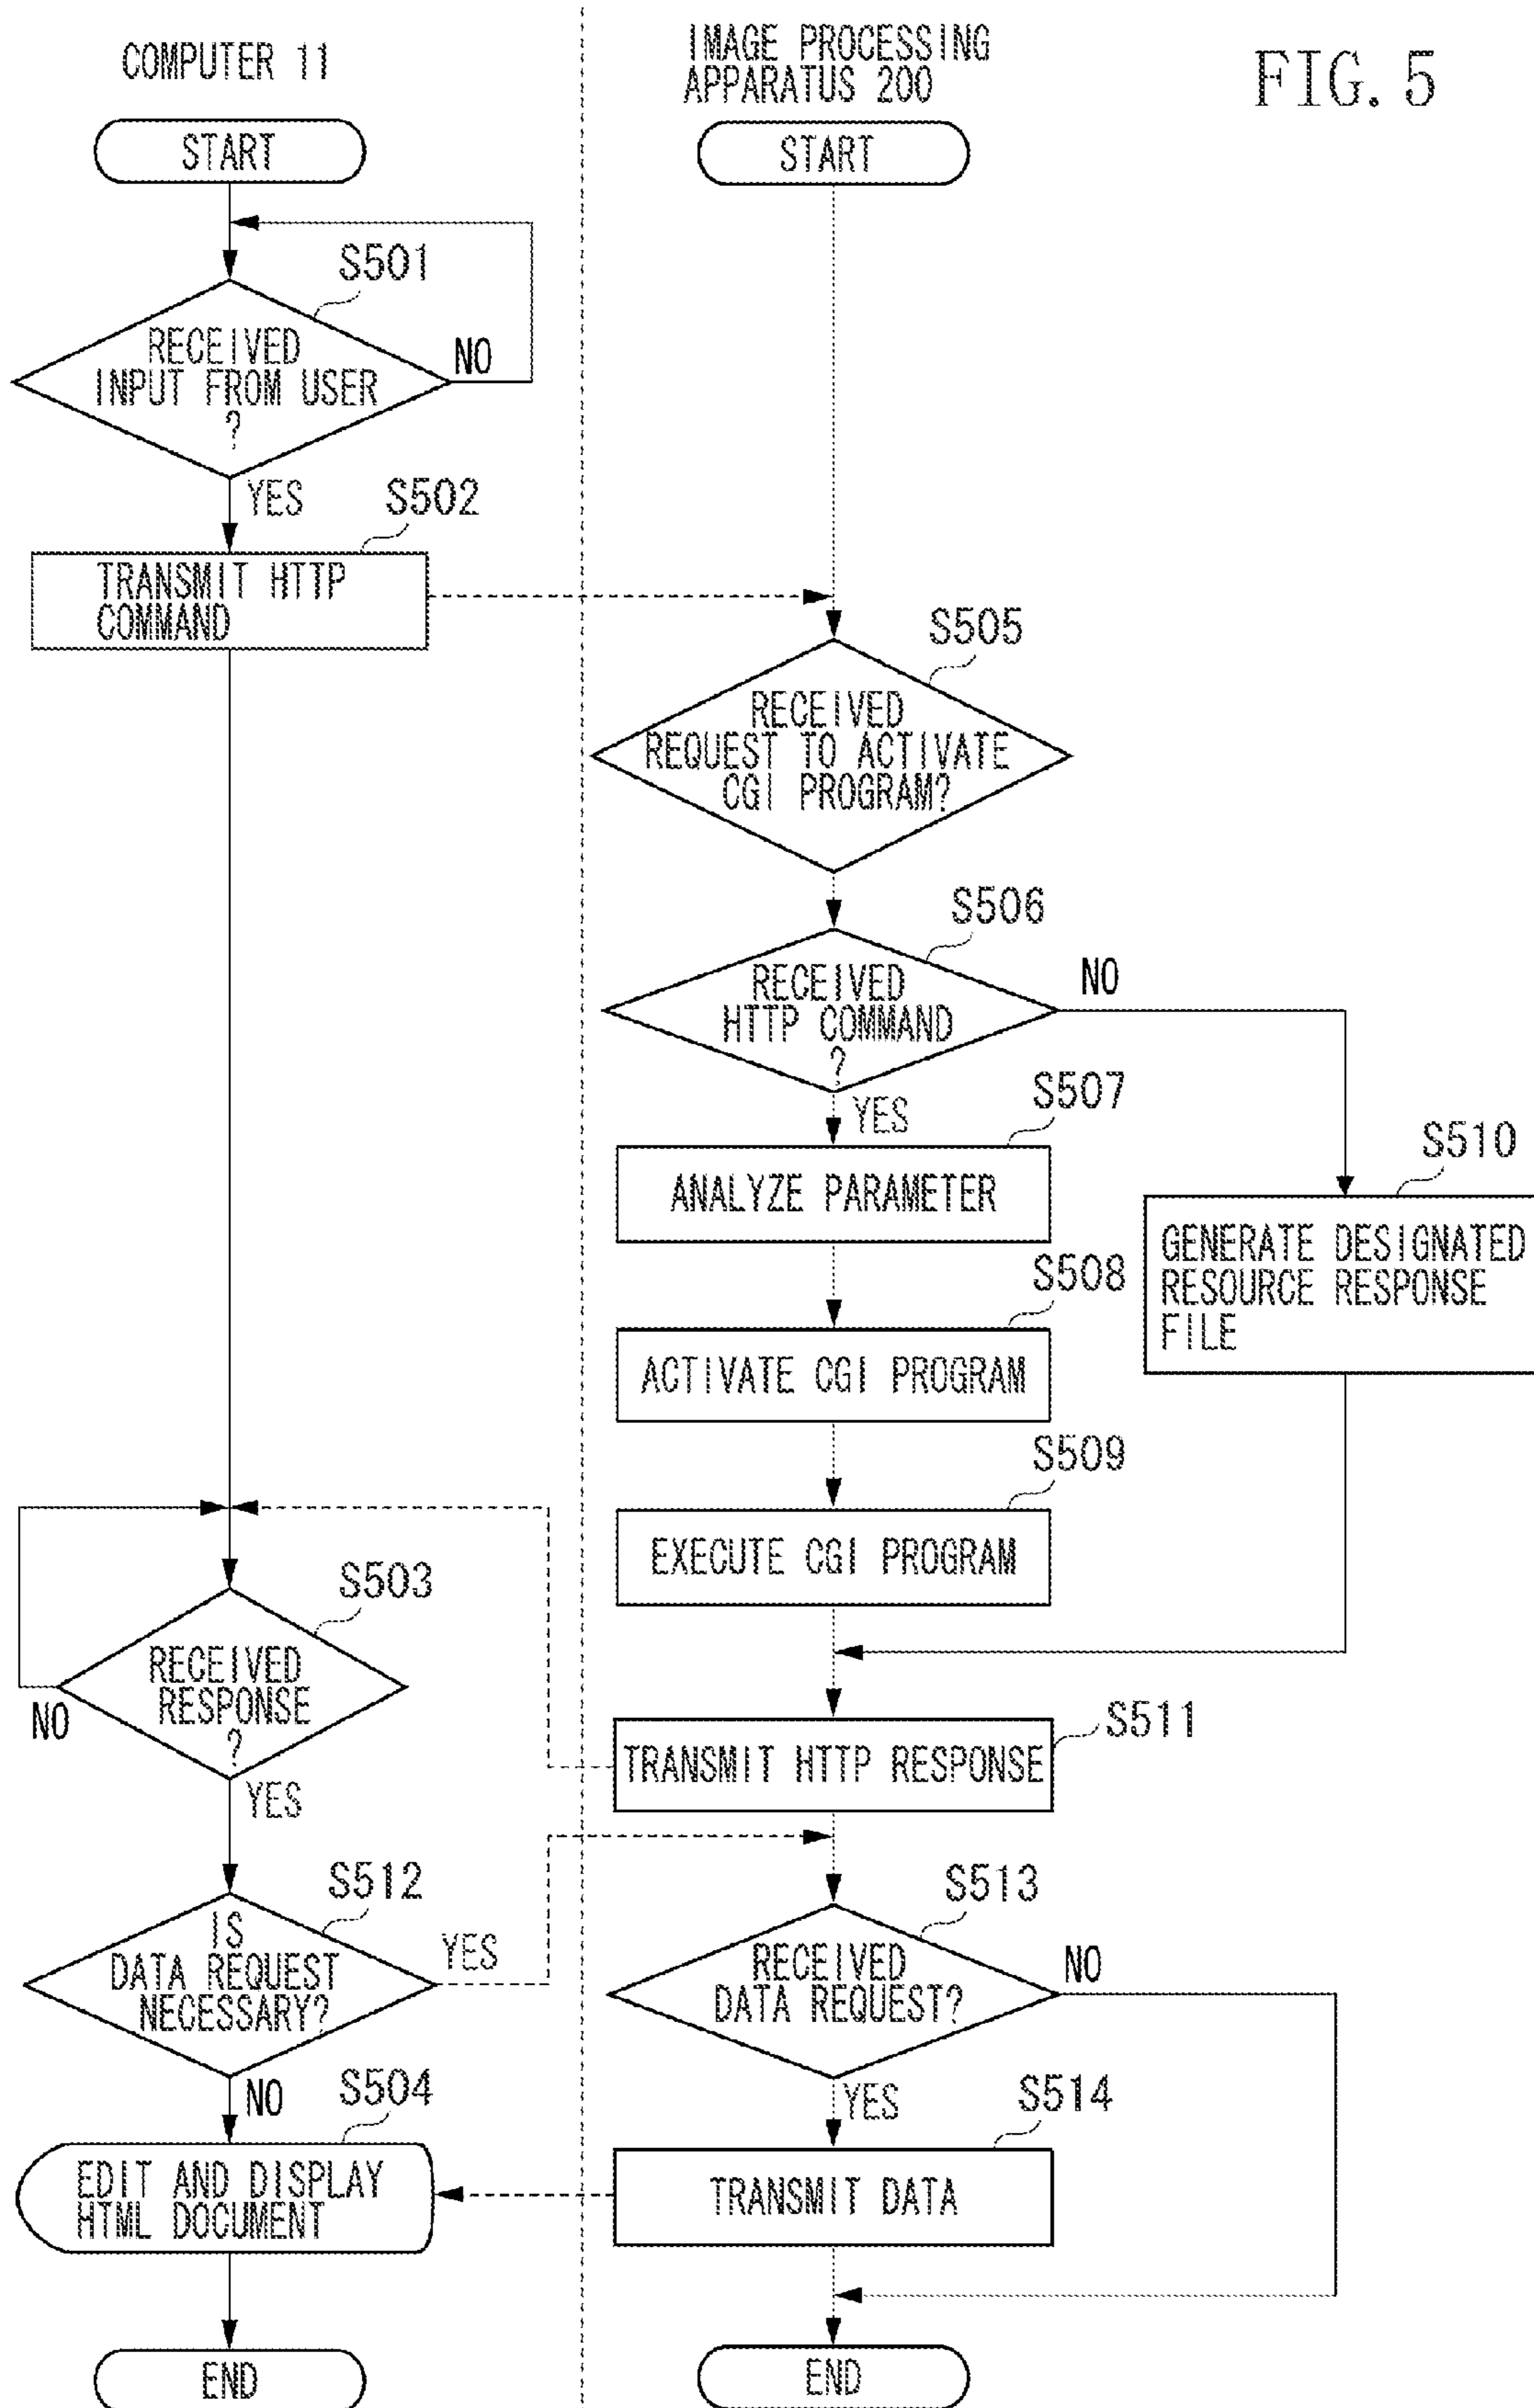 FIG. 5
COMPUTER 11
START
S501
RECEIVED
INPUT FROM USER
?
NO
YES
S502
TRANSMIT HTTP
COMMAND
S503
RECEIVED
RESPONSE
?
NO
YES
S512
IS
DATA REQUEST
NECESSARY?
YES
NO
S504
EDIT AND DISPLAY
HTML DOCUMENT
END
IMAGE PROCESSING
APPARATUS 200
START
S505
RECEIVED
REQUEST TO ACTIVATE
CGI PROGRAM?
S506
RECEIVED
HTTP COMMAND
?
NO
YES
S507
ANALYZE PARAMETER
S508
ACTIVATE CGI PROGRAM
S509
EXECUTE CGI PROGRAM
S510
GENERATE DESIGNATED
RESOURCE RESPONSE
FILE
S511
TRANSMIT HTTP RESPONSE
S513
RECEIVED
DATA REQUEST?
NO
YES
S514
TRANSMIT DATA
END